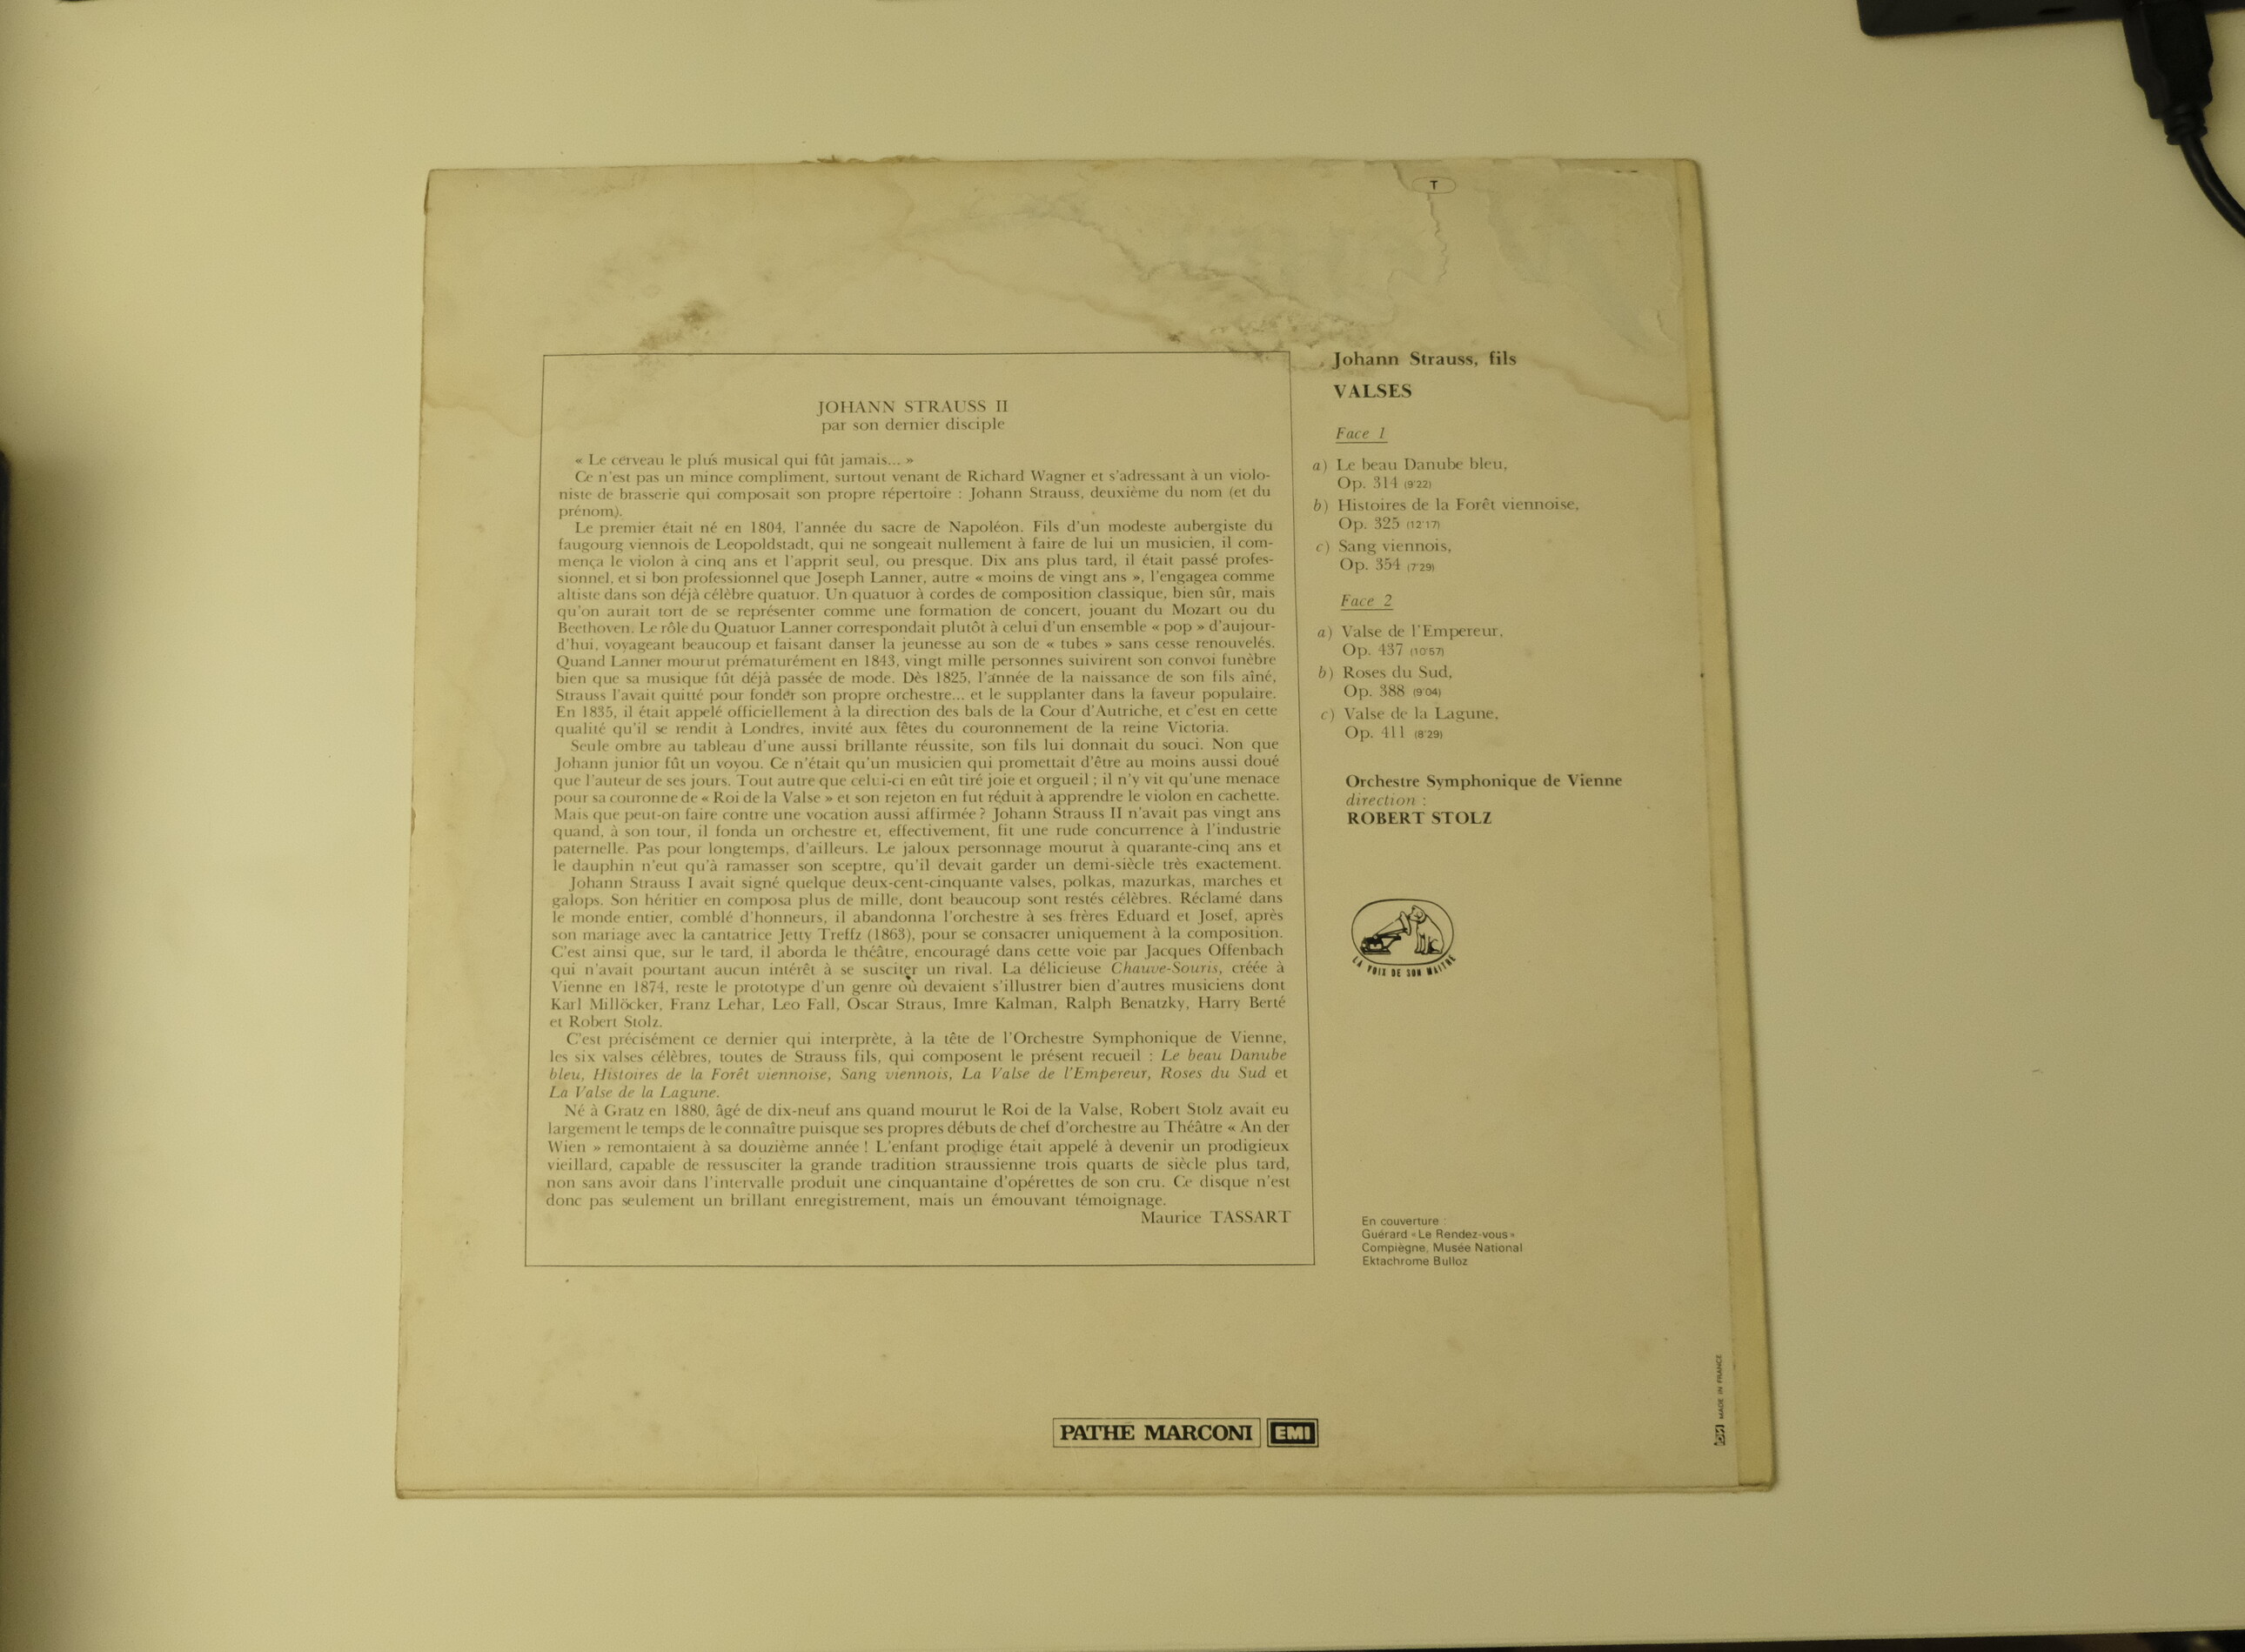 T
JOHANN STRAUSS II
par son dernier disciple
« Le cerveau le plus musical qui fût jamais... »
Ce n'est pas un mince compliment, surtout venant de Richard Wagner et s'adressant à un violo-
niste de brasserie qui composait son propre répertoire : Johann Strauss, deuxième du nom (et du
prénom).
Le premier était né en 1804, l'année du sacre de Napoléon. Fils d'un modeste aubergiste du
faugourg viennois de Leopoldstadt, qui ne songeait nullement à faire de lui un musicien, il com-
mença le violon à cinq ans et l'apprit seul, ou presque. Dix ans plus tard, il était passé profes-
sionnel, et si bon professionnel que Joseph Lanner, autre « moins de vingt ans », l'engagea comme
altiste dans son déjà célèbre quatuor. Un quatuor à cordes de composition classique, bien sûr, mais
qu'on aurait tort de se représenter comme une formation de concert, jouant du Mozart ou du
Beethoven. Le rôle du Quatuor Lanner correspondait plutôt à celui d'un ensemble « pop » d'aujour-
d'hui, voyageant beaucoup et faisant danser la jeunesse au son de « tubes » sans cesse renouvelés.
Quand Lanner mourut prématurément en 1843, vingt mille personnes suivirent son convoi funèbre
bien que sa musique fût déjà passée de mode. Dès 1825, l'année de la naissance de son fils aîné,
Strauss l'avait quitté pour fonder son propre orchestre... et le supplanter dans la faveur populaire.
En 1835, il était appelé officiellement à la direction des bals de la Cour d'Autriche, et c'est en cette
qualité qu'il se rendit à Londres, invité aux fêtes du couronnement de la reine Victoria.
Seule ombre au tableau d'une aussi brillante réussite, son fils lui donnait du souci. Non que
Johann junior fût un voyou. Ce n'était qu'un musicien qui promettait d'être au moins aussi doué
que l'auteur de ses jours. Tout autre que celui-ci en eût tiré joie et orgueil ; il n'y vit qu'une menace
pour sa couronne de « Roi de la Valse » et son rejeton en fut réduit à apprendre le violon en cachette.
Mais que peut-on faire contre une vocation aussi affirmée ? Johann Strauss II n'avait pas vingt ans
quand, à son tour, il fonda un orchestre et, effectivement, fit une rude concurrence à l'industrie
paternelle. Pas pour longtemps, d'ailleurs. Le jaloux personnage mourut à quarante-cinq ans et
le dauphin n'eut qu'à ramasser son sceptre, qu'il devait garder un demi-siècle très exactement.
Johann Strauss I avait signé quelque deux-cent-cinquante valses, polkas, mazurkas, marches et
galops. Son héritier en composa plus de mille, dont beaucoup sont restés célèbres. Réclamé dans
le monde entier, comblé d'honneurs, il abandonna l'orchestre à ses frères Eduard et Josef, après
son mariage avec la cantatrice Jetty Treffz (1863), pour se consacrer uniquement à la composition.
C'est ainsi que, sur le tard, il aborda le théâtre, encouragé dans cette voie par Jacques Offenbach
qui n'avait pourtant aucun intérêt à se susciter un rival. La délicieuse Chauve-Souris, créée à
Vienne en 1874, reste le prototype d'un genre où devaient s'illustrer bien d'autres musiciens dont
Karl Millöcker, Franz Lehar, Leo Fall, Oscar Straus, Imre Kalman, Ralph Benatzky, Harry Berté
et Robert Stolz.
C'est précisément ce dernier qui interprète, à la tête de l'Orchestre Symphonique de Vienne,
les six valses célèbres, toutes de Strauss fils, qui composent le présent recueil : Le beau Danube
bleu, Histoires de la Forêt viennoise, Sang viennois, La Valse de l'Empereur, Roses du Sud et
La Valse de la Lagune.
Né à Gratz en 1880, âgé de dix-neuf ans quand mourut le Roi de la Valse, Robert Stolz avait eu
largement le temps de le connaître puisque ses propres débuts de chef d'orchestre au Théâtre « An der
Wien » remontaient à sa douzième année ! L'enfant prodige était appelé à devenir un prodigieux
vieillard, capable de ressusciter la grande tradition straussienne trois quarts de siècle plus tard,
non sans avoir dans l'intervalle produit une cinquantaine d'opérettes de son cru. Ce disque n'est
donc pas seulement un brillant enregistrement, mais un émouvant témoignage.
Maurice TASSART
Johann Strauss, fils
VALSES
Face 1
a) Le beau Danube bleu,
Op. 314 (9'22)
b) Histoires de la Forêt viennoise,
Op. 325 (12'17)
c) Sang viennois,
Op. 354 (7'29)
Face 2
a) Valse de l'Empereur,
Op. 437 (10'57)
b) Roses du Sud,
Op. 388 (9'04)
c) Valse de la Lagune,
Op. 411 (8'29)
Orchestre Symphonique de Vienne
direction :
ROBERT STOLZ
LA VOIX DE SON MAITRE
En couverture :
Guérard « Le Rendez-vous »
Compiègne, Musée National
Ektachrome Bulloz
MADE IN FRANCE
PATHE MARCONI EMI